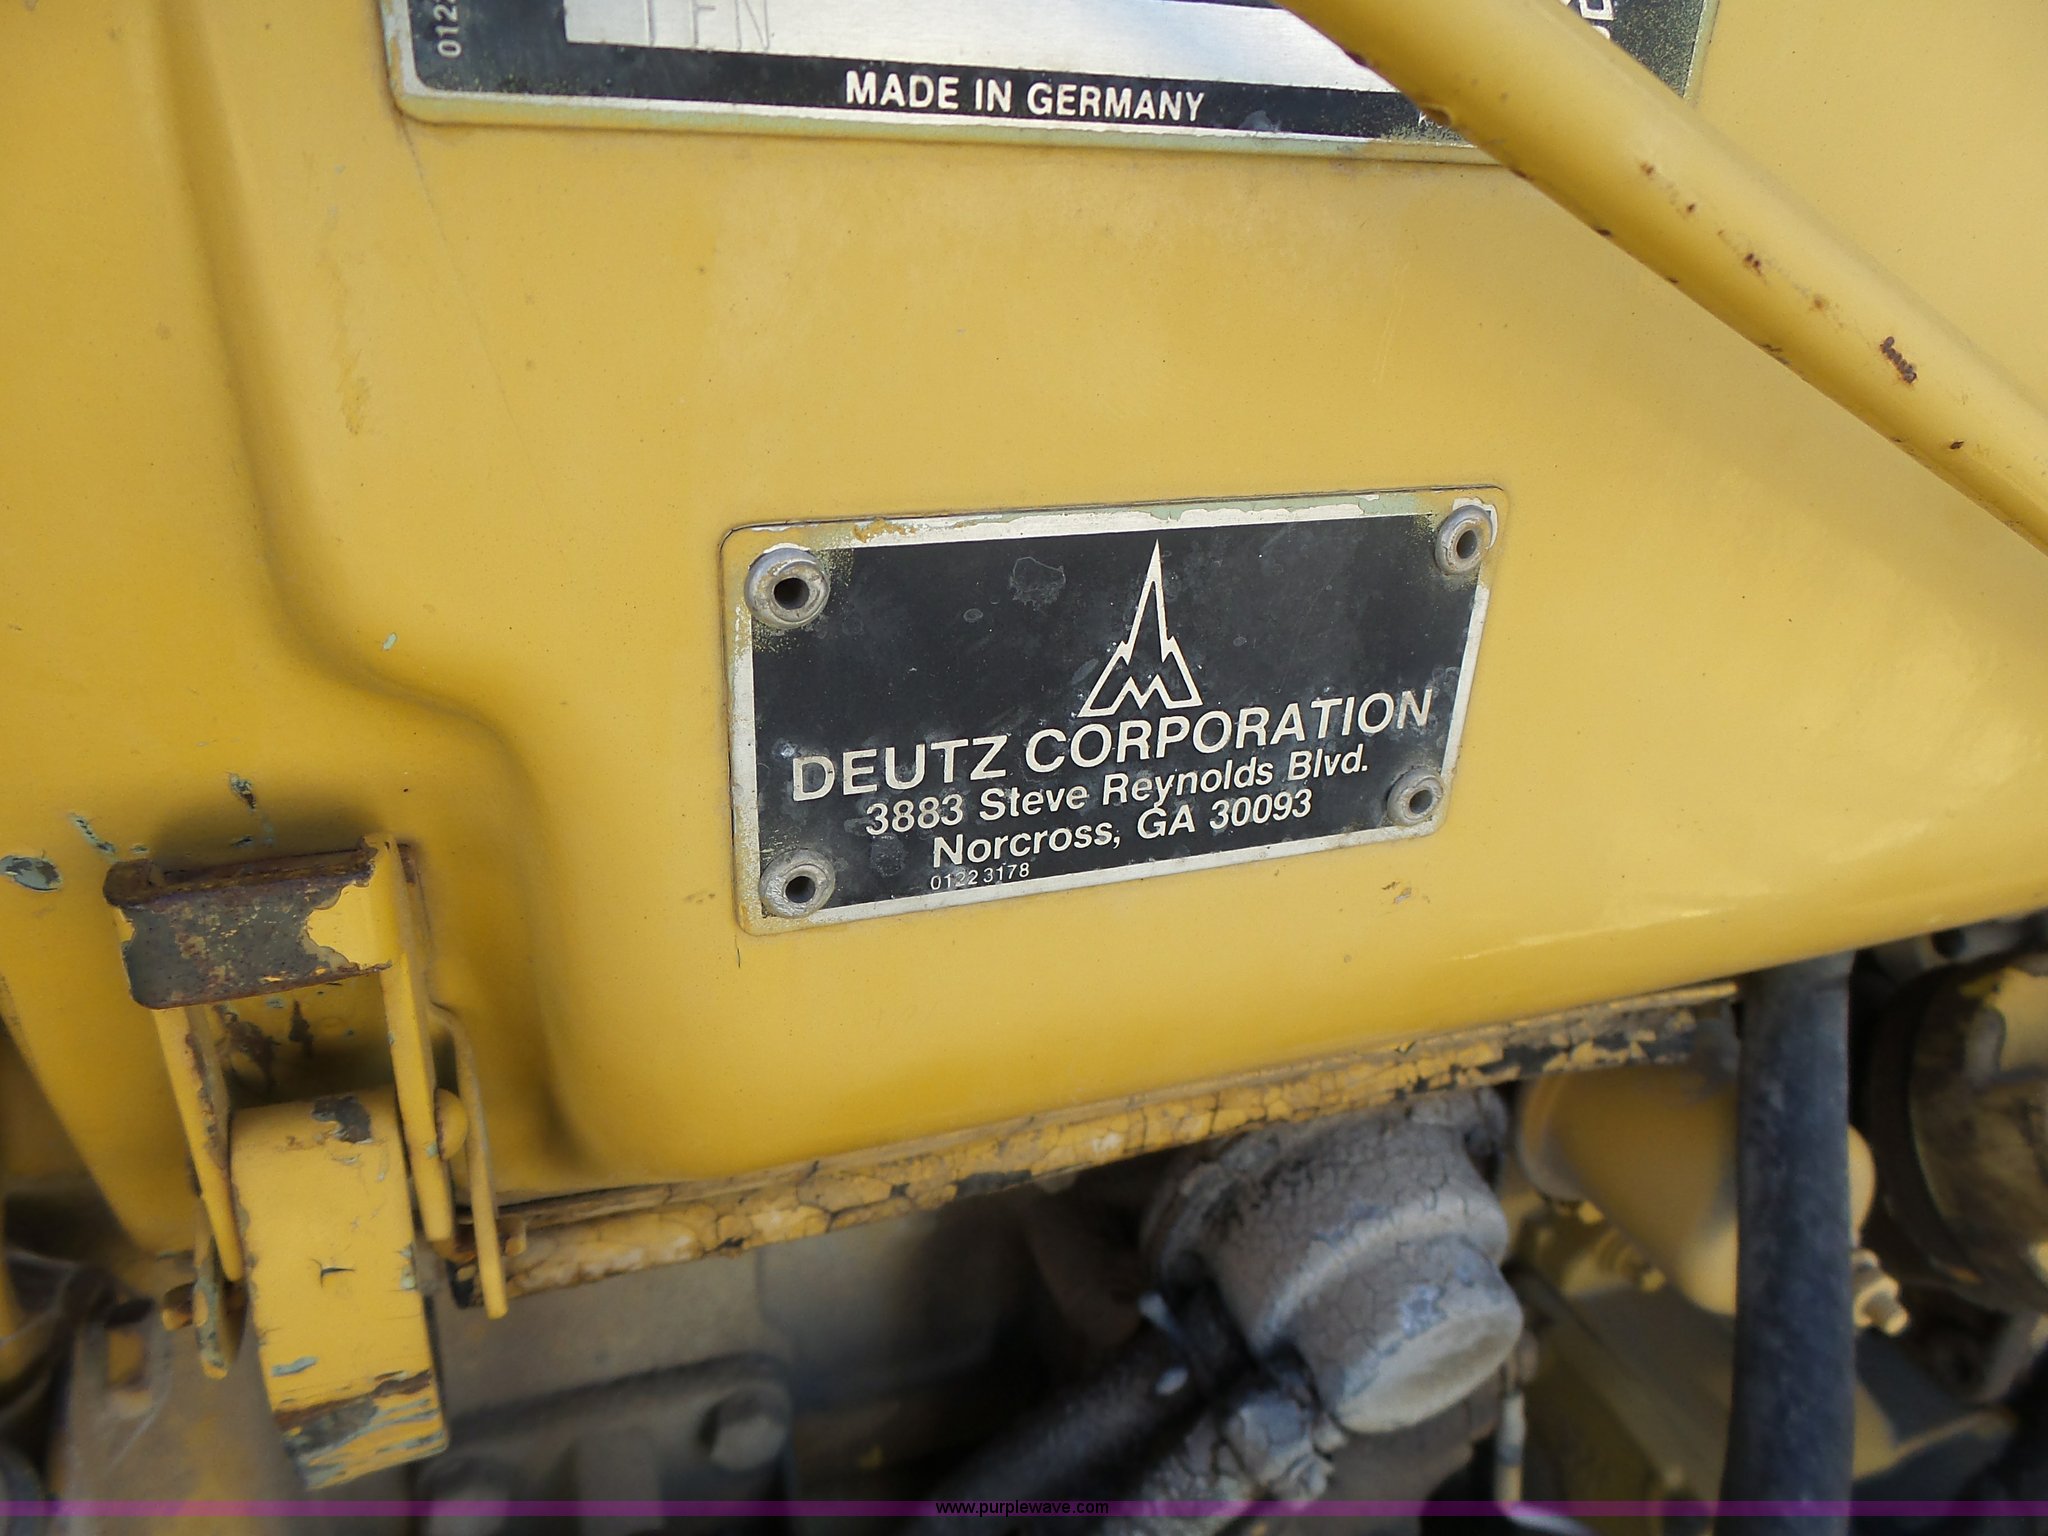 MADE IN GERMANY
DEUTZ CORPORATION
3883 Steve Reynolds Blvd.
Norcross, GA 30093
0122 3178
www.purplewave.com